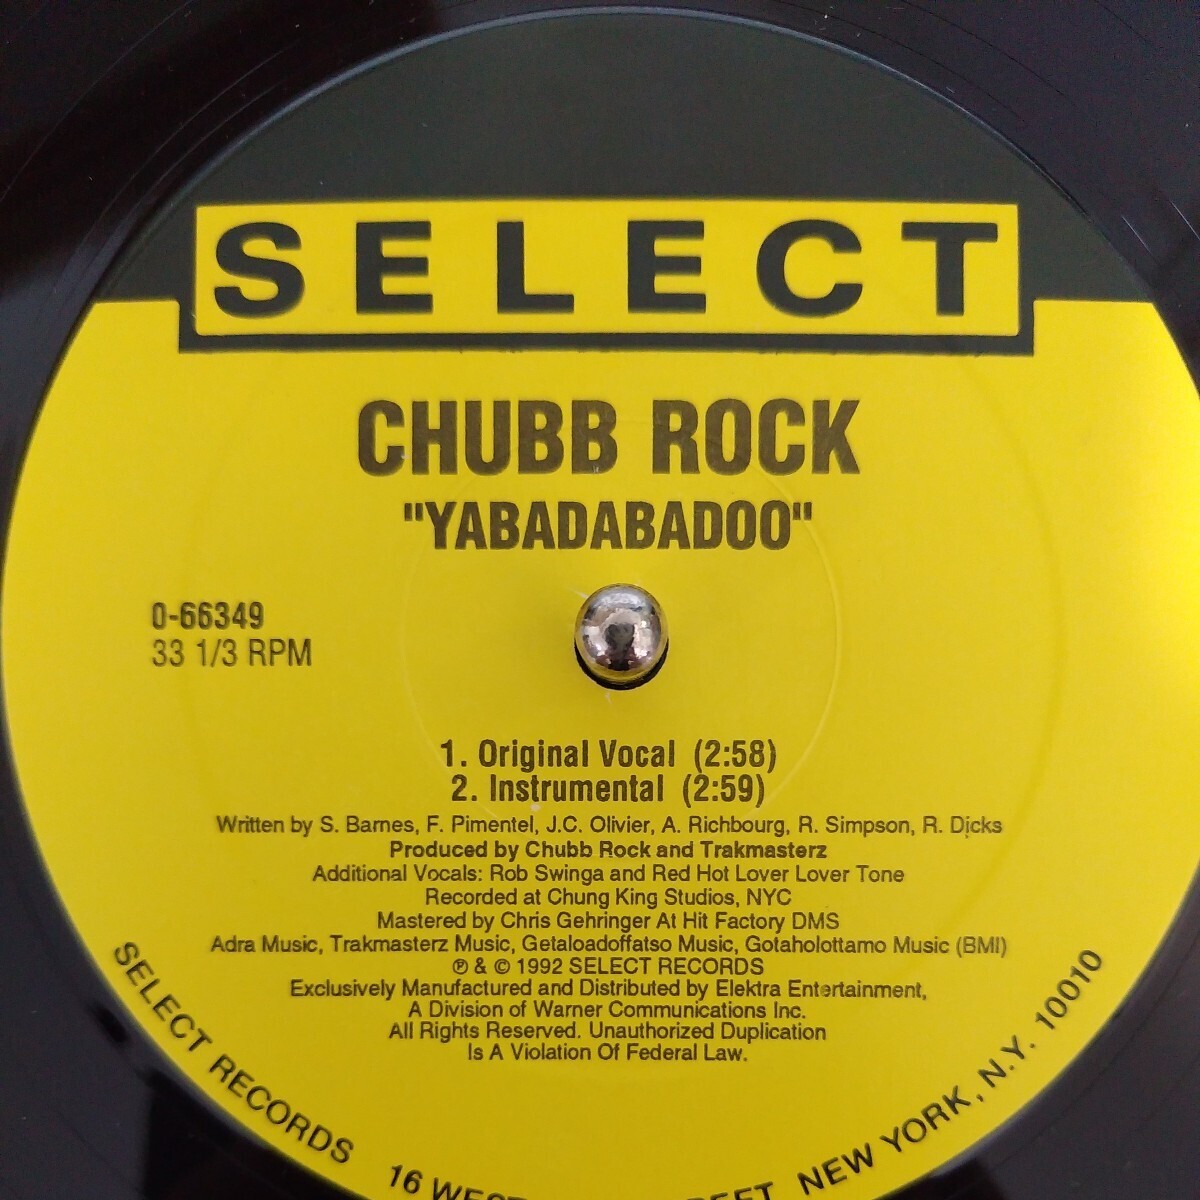 SELECT
CHUBB ROCK
"YABADABADOO"
0-66349
33 1/3 RPM
1. Original Vocal (2:58)
2. Instrumental (2:59)
Written by S. Barnes, F. Pimentel, J.C. Olivier, A. Richbourg, R. Simpson, R. Dicks
Produced by Chubb Rock and Trakmasterz
Additional Vocals: Rob Swinga and Red Hot Lover Lover Tone
Recorded at Chung King Studios, NYC
Mastered by Chris Gehringer At Hit Factory DMS
Adra Music, Trakmasterz Music, Getaloadoffatso Music, Gotaholottamo Music (BMI)
℗ & © 1992 SELECT RECORDS
Exclusively Manufactured and Distributed by Elektra Entertainment,
A Division of Warner Communications Inc.
All Rights Reserved. Unauthorized Duplication
Is A Violation Of Federal Law.
SELECT RECORDS 16 NEW YORK, N.Y. 10010